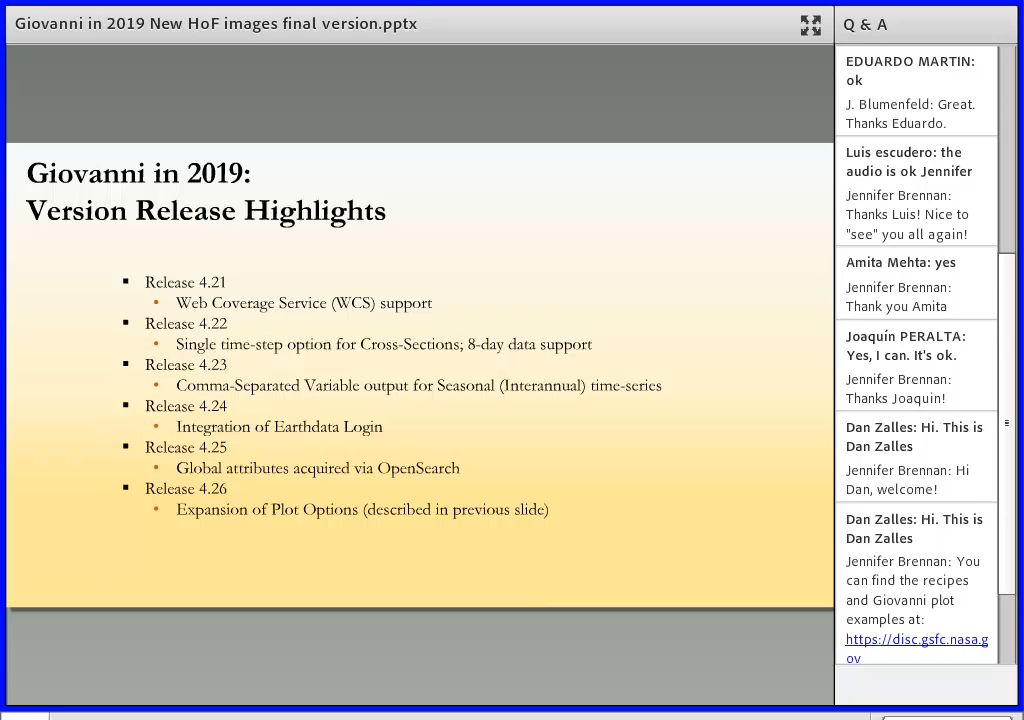 Giovanni in 2019 New HoF images final version.pptx
Giovanni in 2019:
Version Release Highlights
▪ Release 4.21
• Web Coverage Service (WCS) support
▪ Release 4.22
• Single time-step option for Cross-Sections; 8-day data support
▪ Release 4.23
• Comma-Separated Variable output for Seasonal (Interannual) time-series
▪ Release 4.24
• Integration of Earthdata Login
▪ Release 4.25
• Global attributes acquired via OpenSearch
▪ Release 4.26
• Expansion of Plot Options (described in previous slide)
Q & A
EDUARDO MARTIN:
ok
J. Blumenfeld: Great.
Thanks Eduardo.
Luis escudero: the
audio is ok Jennifer
Jennifer Brennan:
Thanks Luis! Nice to
"see" you all again!
Amita Mehta: yes
Jennifer Brennan:
Thank you Amita
Joaquín PERALTA:
Yes, I can. It's ok.
Jennifer Brennan:
Thanks Joaquin!
Dan Zalles: Hi. This is
Dan Zalles
Jennifer Brennan: Hi
Dan, welcome!
Dan Zalles: Hi. This is
Dan Zalles
Jennifer Brennan: You
can find the recipes
and Giovanni plot
examples at:
https://disc.gsfc.nasa.g
ov